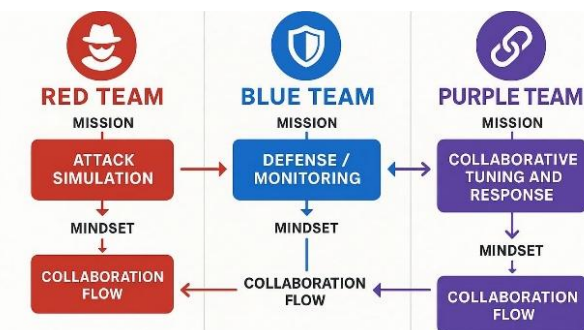 RED TEAM
MISSION
ATTACK
SIMULATION
MINDSET
COLLABORATION
FLOW
BLUE TEAM
MISSION
DEFENSE /
MONITORING
MINDSET
COLLABORATION
FLOW
PURPLE TEAM
MISSION
COLLABORATIVE
TUNING AND
RESPONSE
MINDSET
COLLABORATION
FLOW